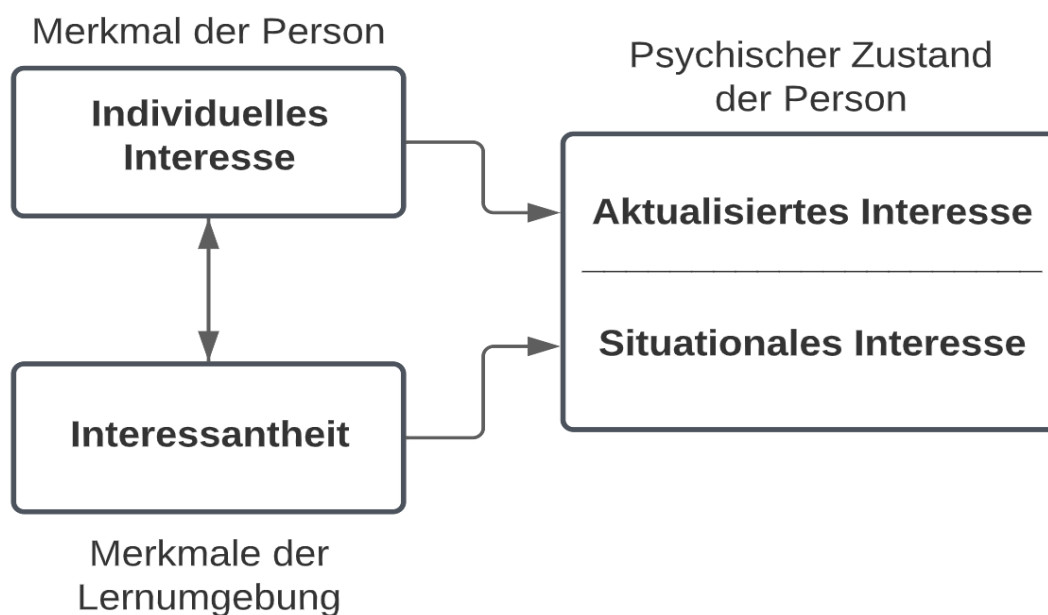 Merkmal der Person
Individuelles
Interesse
Interessantheit
Merkmale der
Lernumgebung
Psychischer Zustand
der Person
Aktualisiertes Interesse
Situationales Interesse